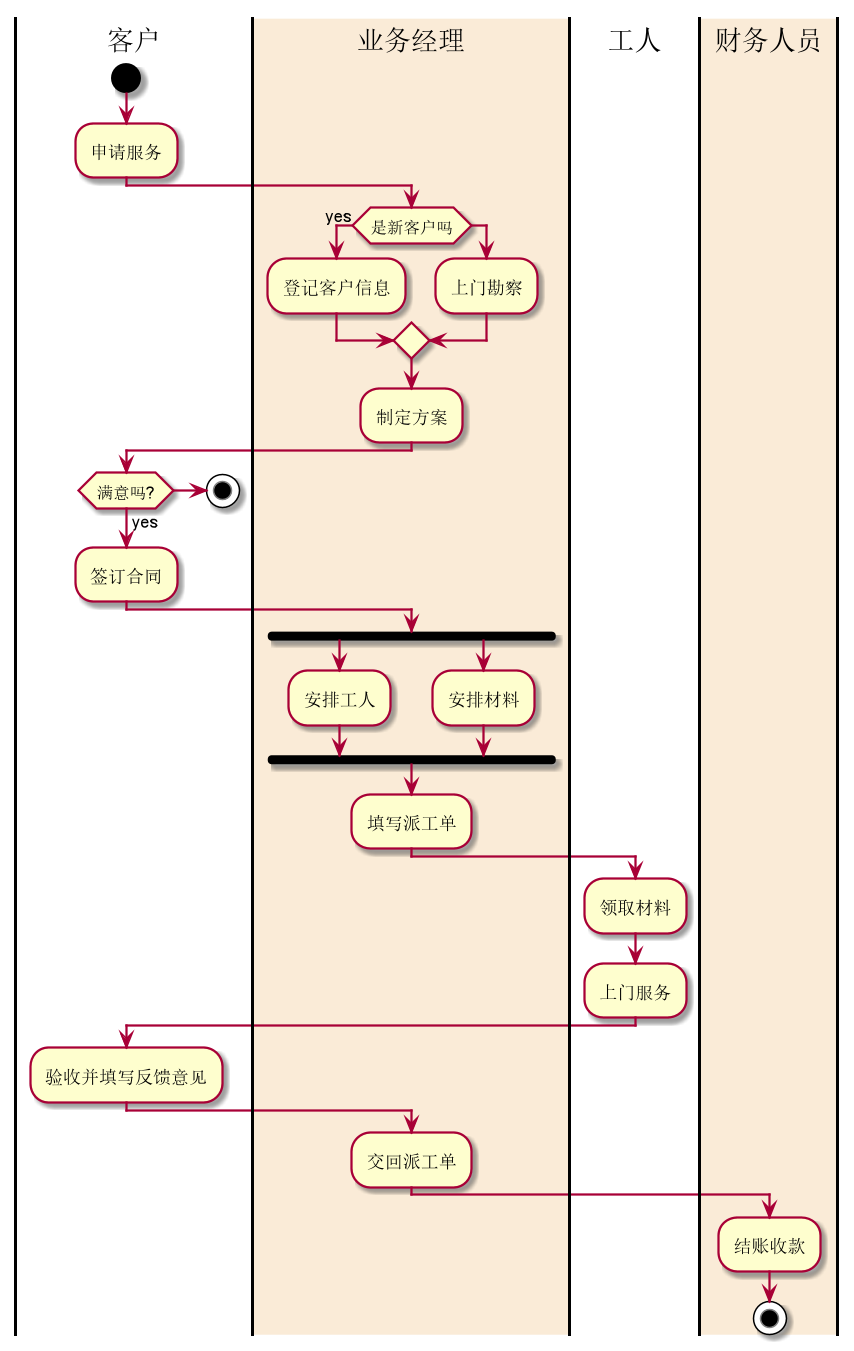 客户
业务经理
工人
财务人员
申请服务
yes
是新客户吗
登记客户信息
上门勘察
制定方案
满意吗?
yes
签订合同
安排工人
安排材料
填写派工单
领取材料
上门服务
验收并填写反馈意见
交回派工单
结账收款